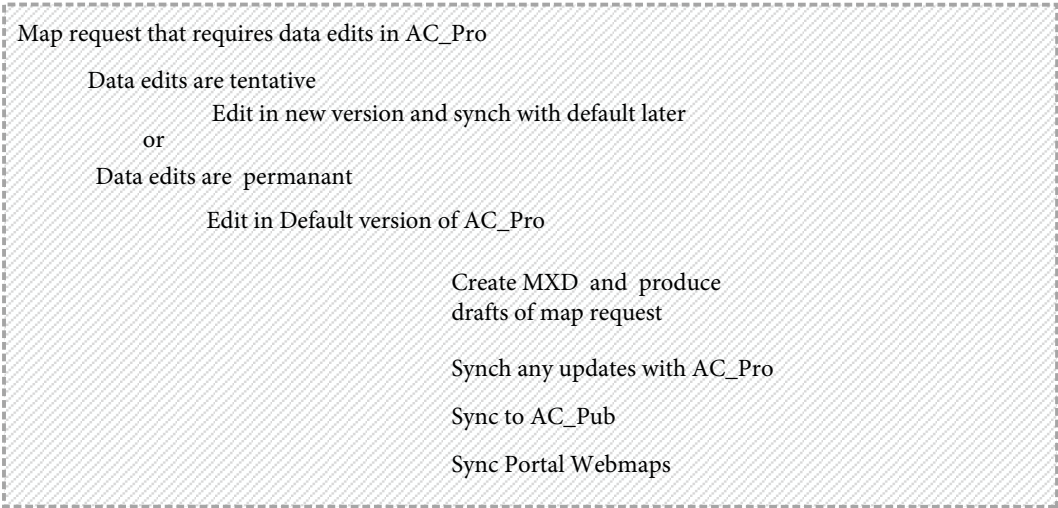 Map request that requires data edits in AC_Pro
Data edits are tentative
Edit in new version and synch with default later
or
Data edits are permanant
Edit in Default version of AC_Pro
Create MXD and produce
drafts of map request
Synch any updates with AC_Pro
Sync to AC_Pub
Sync Portal Webmaps